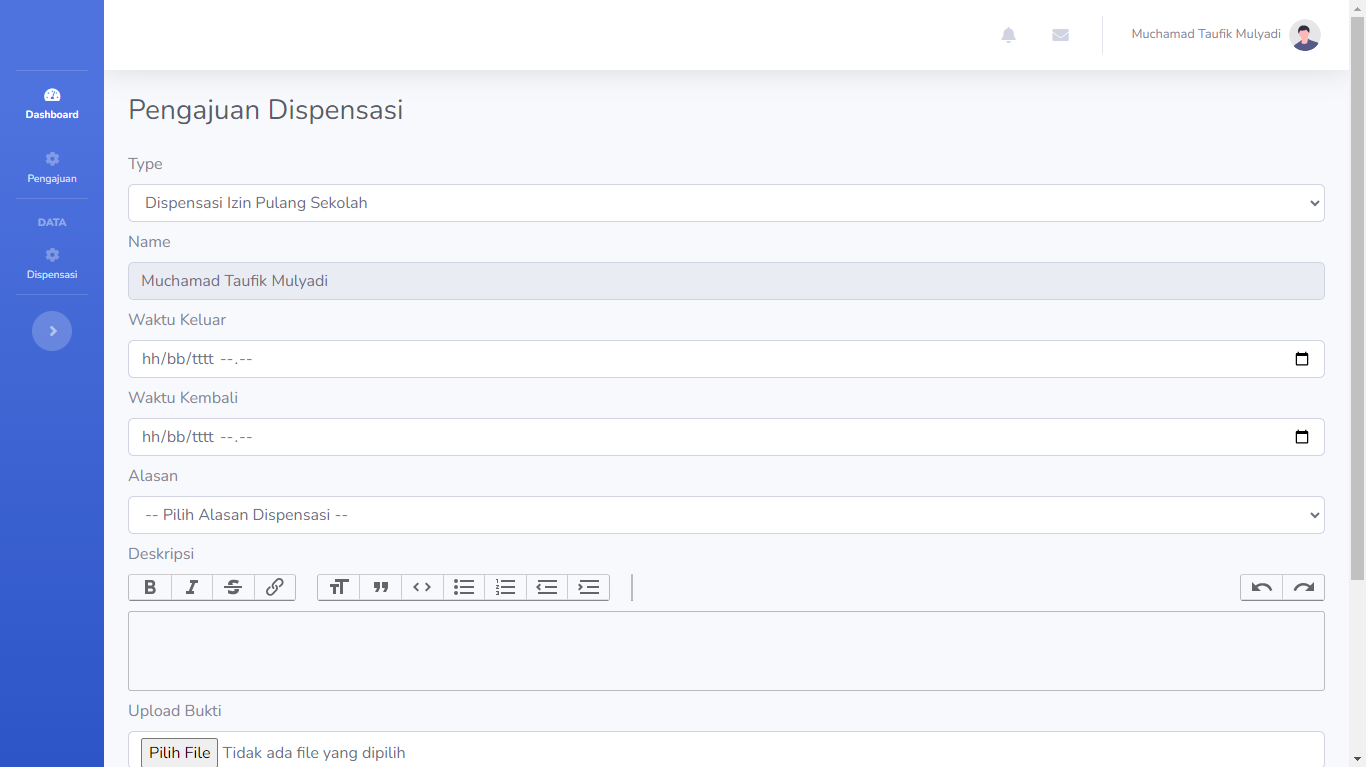 Muchamad Taufik Mulyadi
Dashboard
Pengajuan
DATA
Dispensasi
Pengajuan Dispensasi
Type
Dispensasi Izin Pulang Sekolah
Name
Muchamad Taufik Mulyadi
Waktu Keluar
hh/bb/tttt --.--
Waktu Kembali
hh/bb/tttt --.--
Alasan
-- Pilih Alasan Dispensasi --
Deskripsi
Upload Bukti
Pilih File Tidak ada file yang dipilih